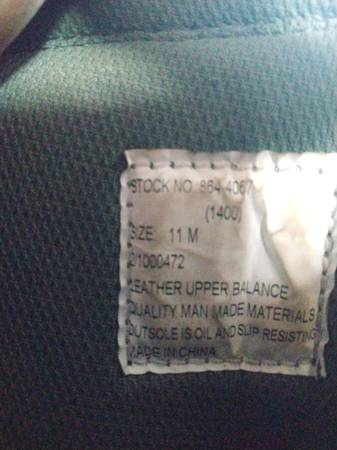 STOCK NO. 864 4067
(1400)
SIZE 11 M
21000472
LEATHER UPPER BALANCE
QUALITY MAN MADE MATERIALS
OUTSOLE IS OIL AND SLIP RESISTING
MADE IN CHINA